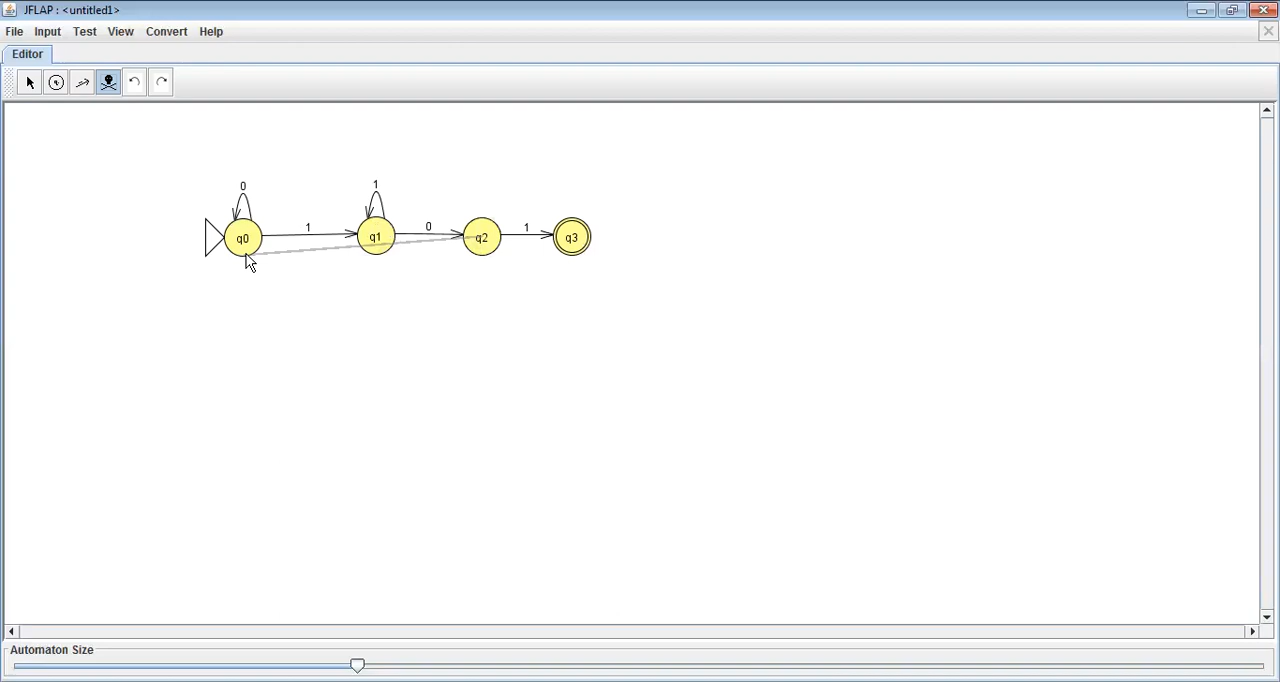 JFLAP : <untitled1>
File Input Test View Convert Help
Editor
0 1
1 0 1
q0 q1 q2 q3
Automaton Size